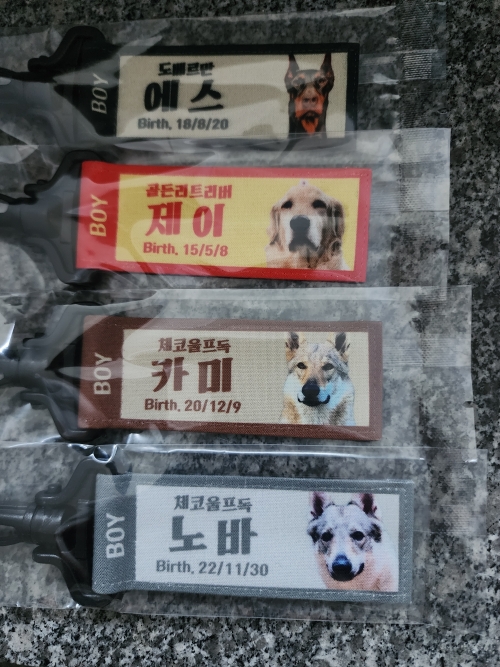 BOY
도베르만
에스
Birth. 18/8/20
BOY
골든리트리버
제이
Birth. 15/5/8
BOY
체코울프독
카미
Birth. 20/12/9
BOY
체코울프독
노바
Birth. 22/11/30